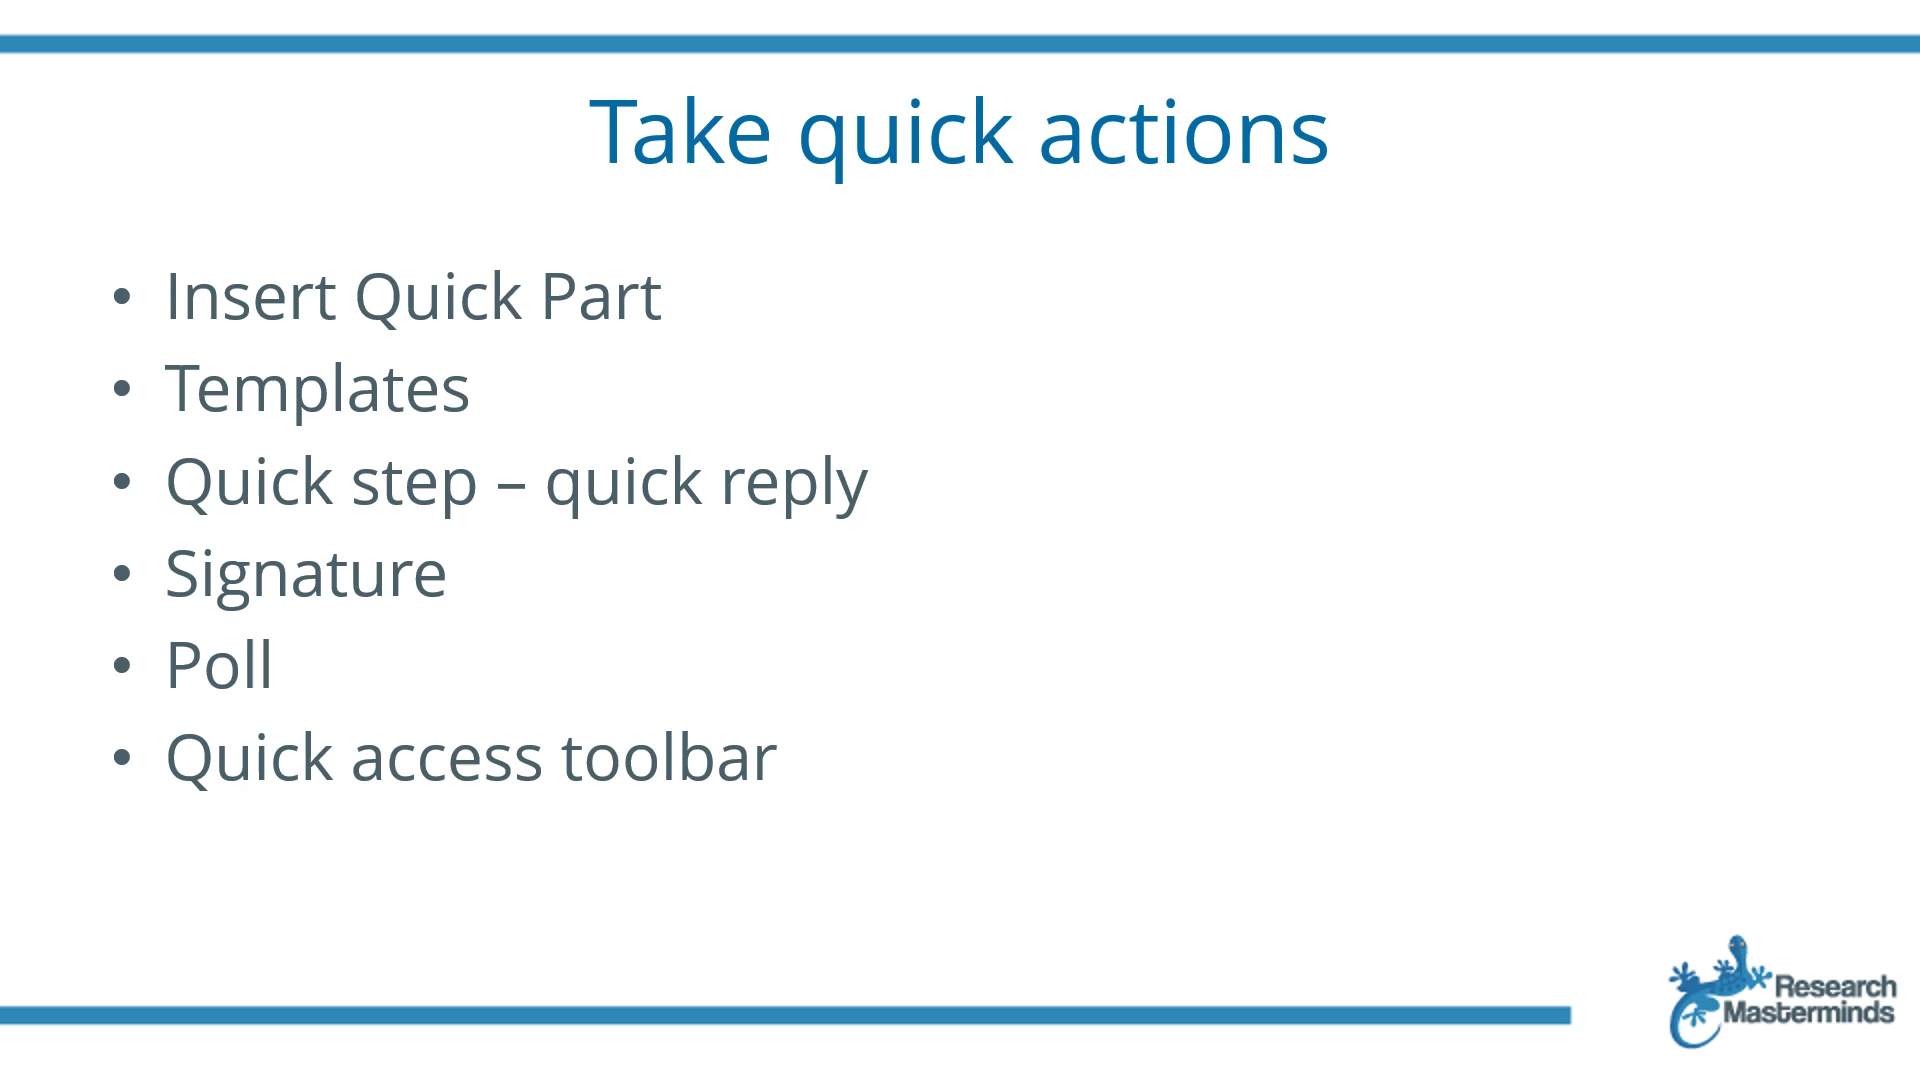 Take quick actions
• Insert Quick Part
• Templates
• Quick step – quick reply
• Signature
• Poll
• Quick access toolbar
Research
Masterminds